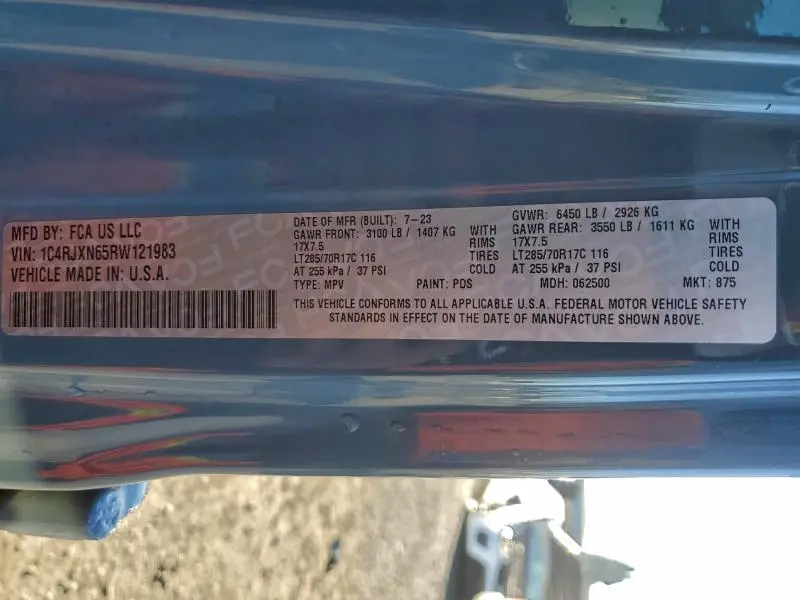 MFD BY: FCA US LLC
VIN: 1C4RJXN65RW121983
VEHICLE MADE IN: U.S.A.
DATE OF MFR (BUILT): 7-23
GAWR FRONT: 3100 LB / 1407 KG WITH
17X7.5 RIMS
LT285/70R17C 116 TIRES
AT 255 kPa / 37 PSI COLD
TYPE: MPV PAINT: PDS
GVWR: 6450 LB / 2926 KG
GAWR REAR: 3550 LB / 1611 KG WITH
17X7.5 RIMS
LT285/70R17C 116 TIRES
AT 255 kPa / 37 PSI COLD
MDH: 062500 MKT: 875
THIS VEHICLE CONFORMS TO ALL APPLICABLE U.S.A. FEDERAL MOTOR VEHICLE SAFETY
STANDARDS IN EFFECT ON THE DATE OF MANUFACTURE SHOWN ABOVE.